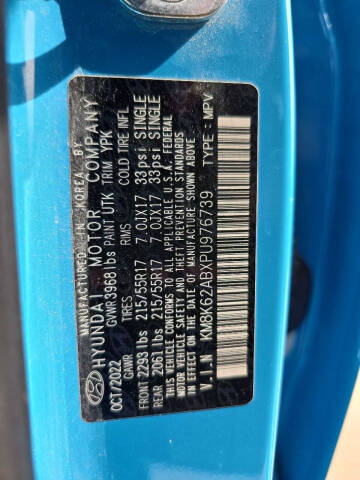 MANUFACTURED IN KOREA BY
HYUNDAI MOTOR COMPANY
GVWR 3968 lbs PAINT UTK TRIM YPK
OCT/2022
GAWR TIRES RMS COLD TIRE INFL
FRONT 2293 lbs 215/55R17 7.0JX17 33psi SINGLE
REAR 2061 lbs 215/55R17 7.0JX17 33psi SINGLE
THIS VEHICLE CONFORMS TO ALL APPLICABLE U.S.A. FEDERAL
MOTOR VEHICLE SAFETY AND THEFT PREVENTION STANDARDS
IN EFFECT ON THE DATE OF MANUFACTURE SHOWN ABOVE.
V.I.N : KM8K62ABXPU976739 TYPE : MPV